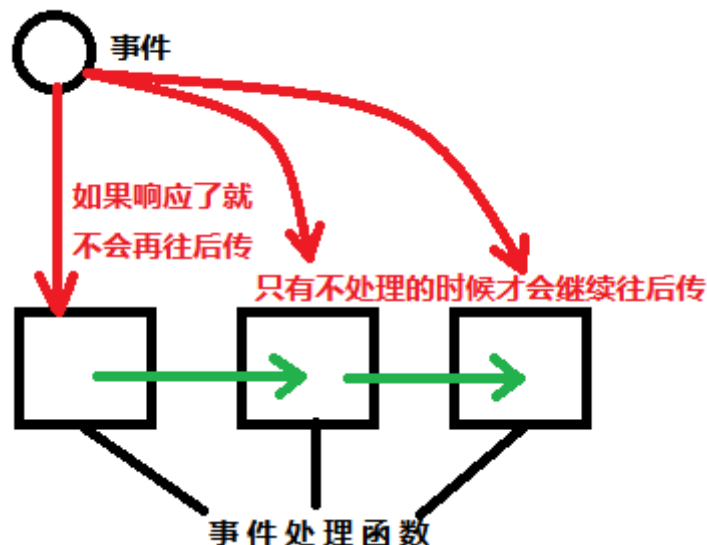 事件
如果响应了就
不会再往后传
只有不处理的时候才会继续往后传
事件处理函数